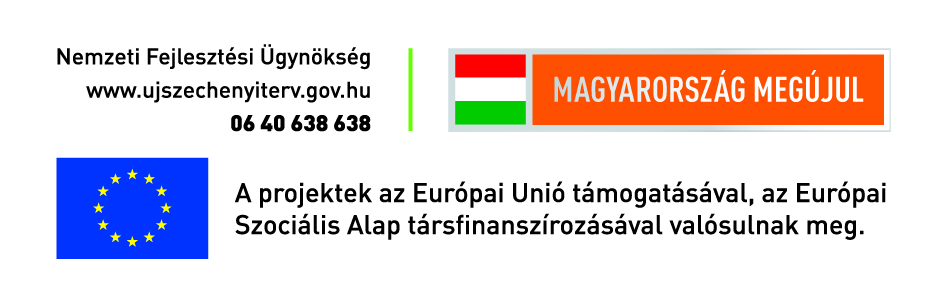 Nemzeti Fejlesztési Ügynökség
www.ujszechenyiterv.gov.hu
06 40 638 638
MAGYARORSZÁG MEGÚJUL
A projektek az Európai Unió támogatásával, az Európai
Szociális Alap társfinanszírozásával valósulnak meg.